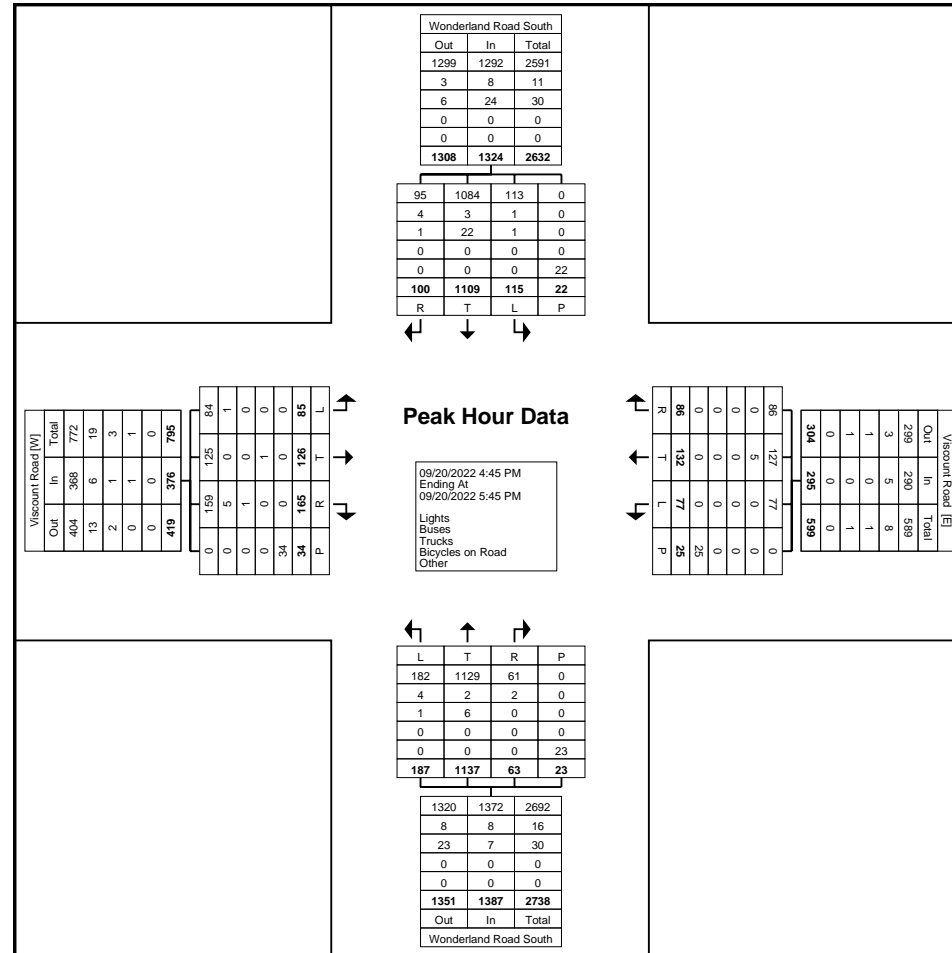 Wonderland Road South
Out In Total
1299 1292 2591
3 8 11
6 24 30
0 0 0
0 0 0
1308 1324 2632
95 1084 113 0
4 3 1 0
1 22 1 0
0 0 0 0
0 0 0 22
100 1109 115 22
R T L P
Viscount Road [W]
Out In Total
404 368 772
13 6 19
2 1 3
0 1 1
0 0 0
419 376 795
0 159 125 84
0 5 0 1
0 1 0 0
0 0 1 0
34 0 0 0
34 165 126 85
P R T L
Peak Hour Data
09/20/2022 4:45 PM
Ending At
09/20/2022 5:45 PM
Lights
Buses
Trucks
Bicycles on Road
Other
Viscount Road [E]
Out In Total
299 290 589
3 5 8
1 0 1
1 0 1
0 0 0
304 295 599
86 127 77 0
0 5 0 0
0 0 0 0
0 0 0 0
0 0 0 25
86 132 77 25
R T L P
L T R P
182 1129 61 0
4 2 2 0
1 6 0 0
0 0 0 0
0 0 0 23
187 1137 63 23
1320 1372 2692
8 8 16
23 7 30
0 0 0
0 0 0
1351 1387 2738
Out In Total
Wonderland Road South